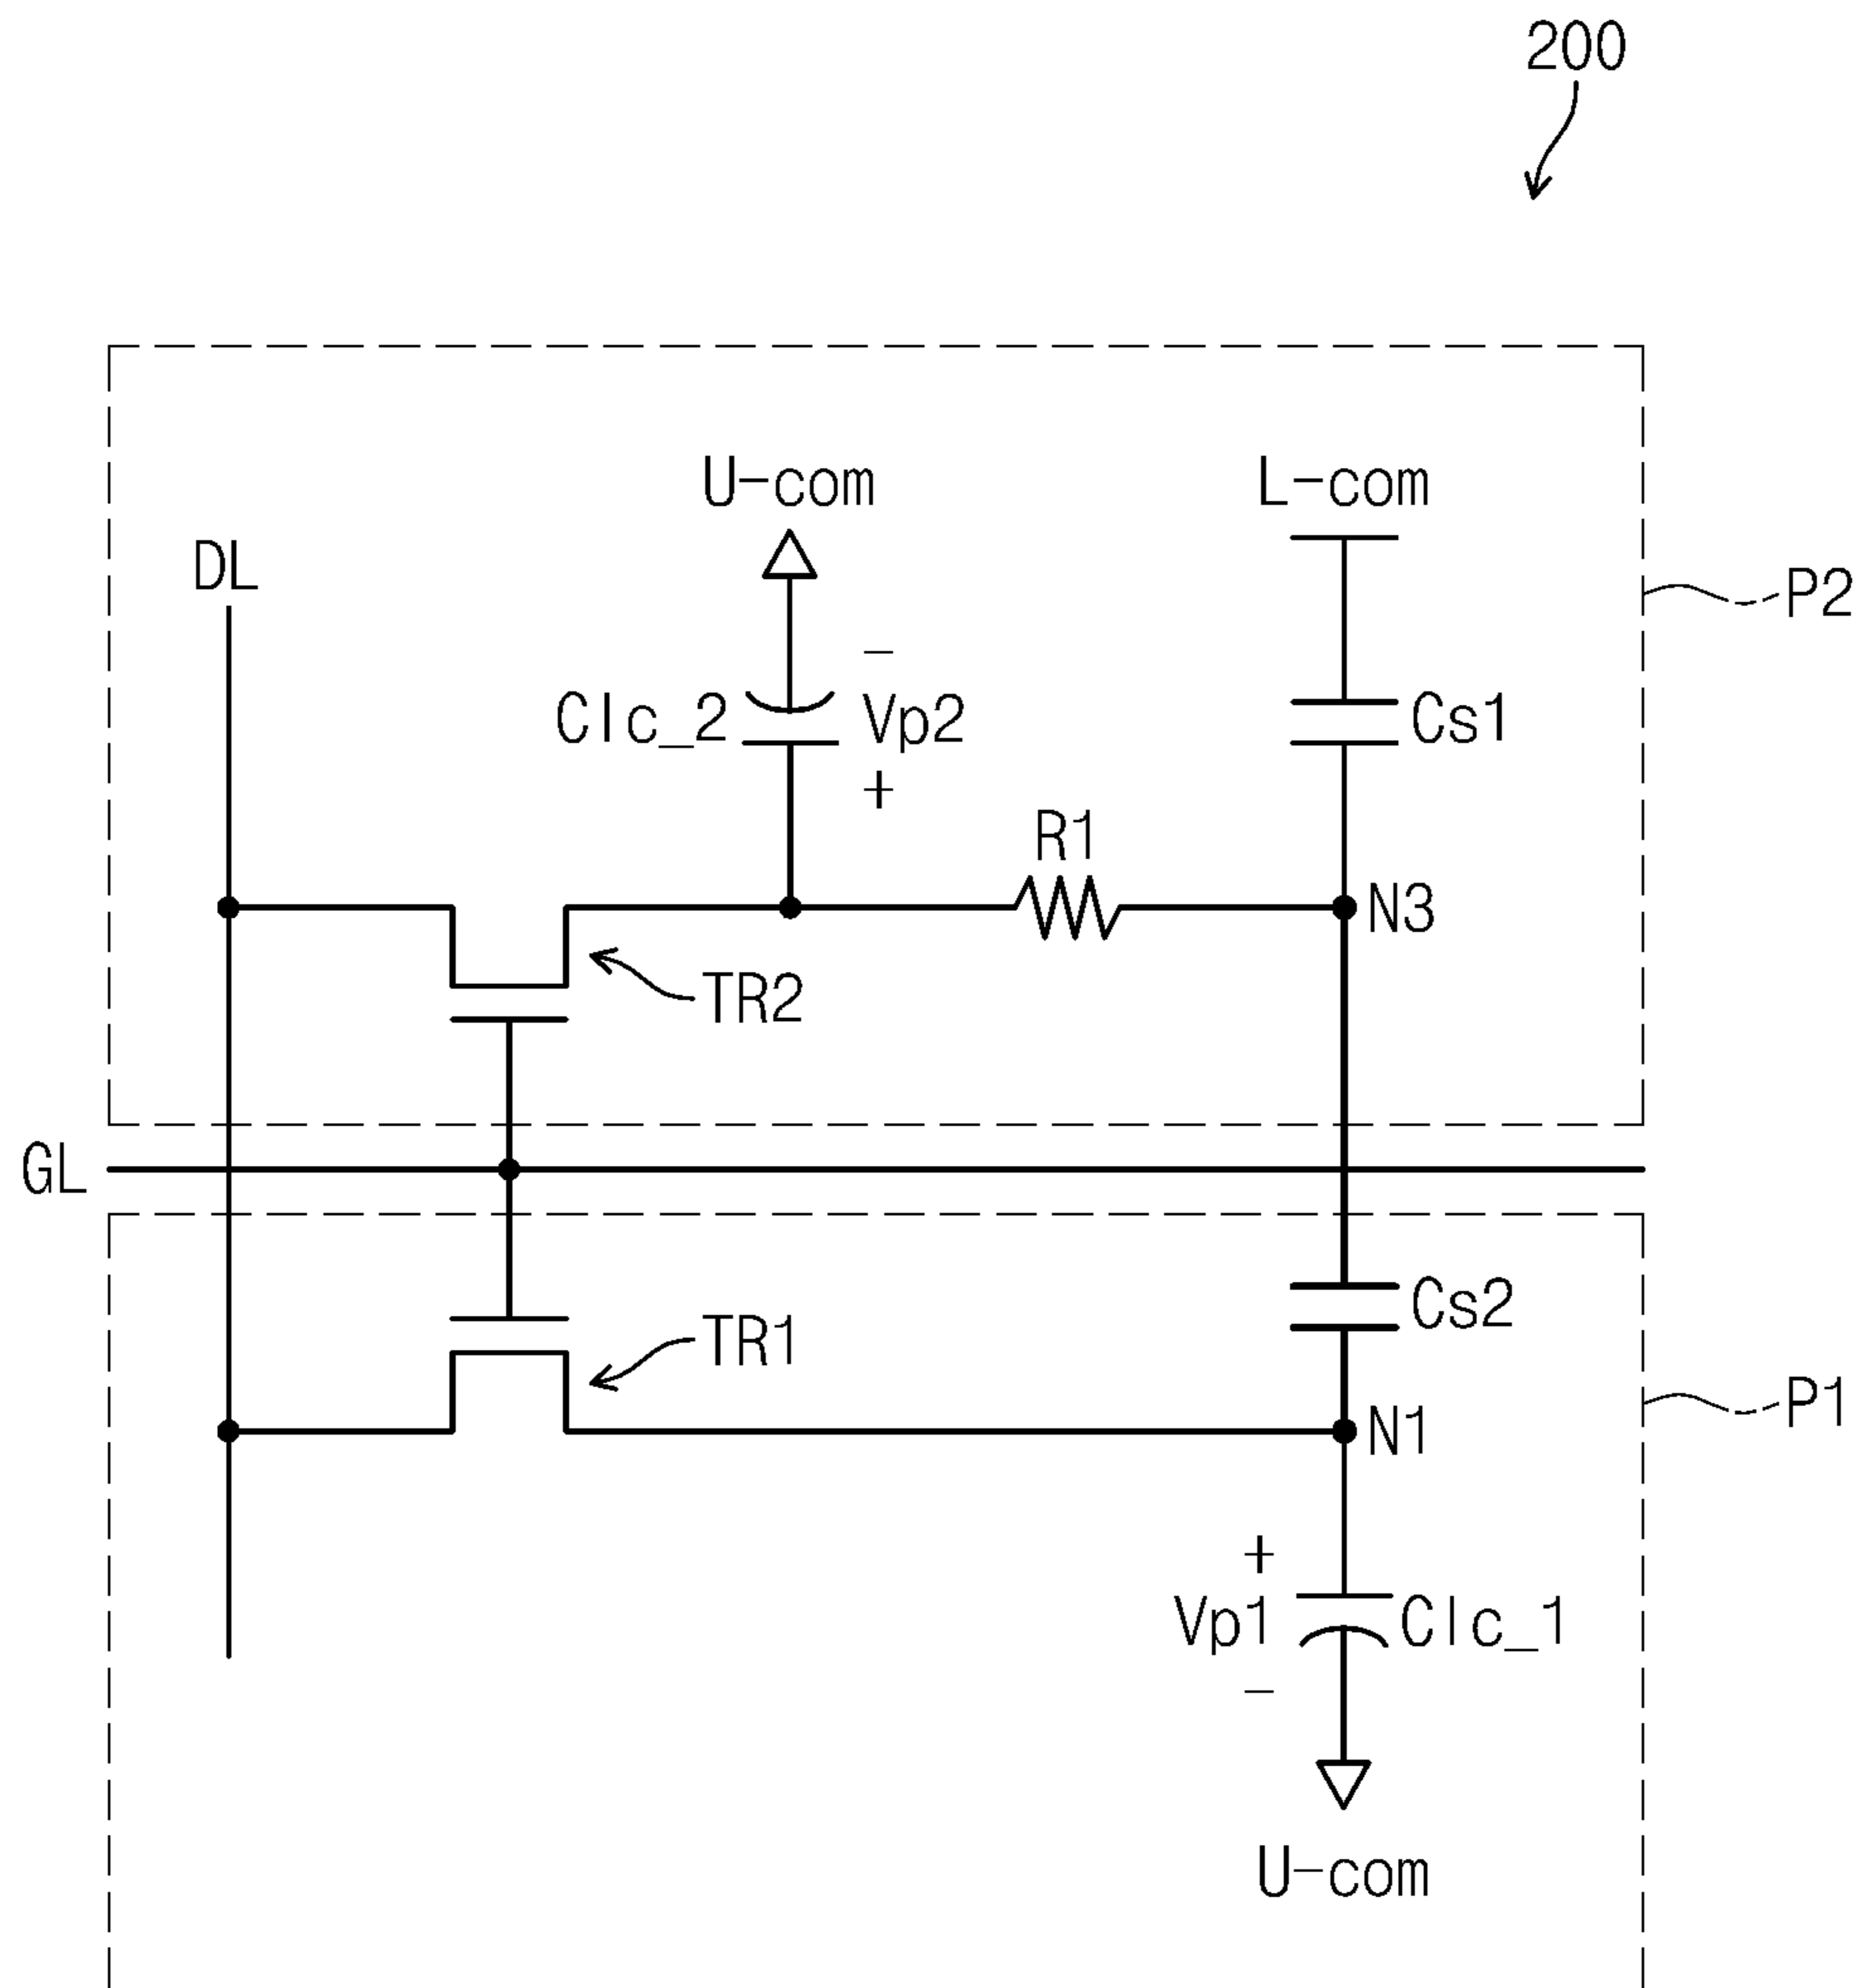 200
U-com
L-com
DL
P2
-
Clc_2
Vp2
Cs1
+
R1
N3
TR2
GL
Cs2
TR1
P1
N1
+
Vp1
Clc_1
-
U-com